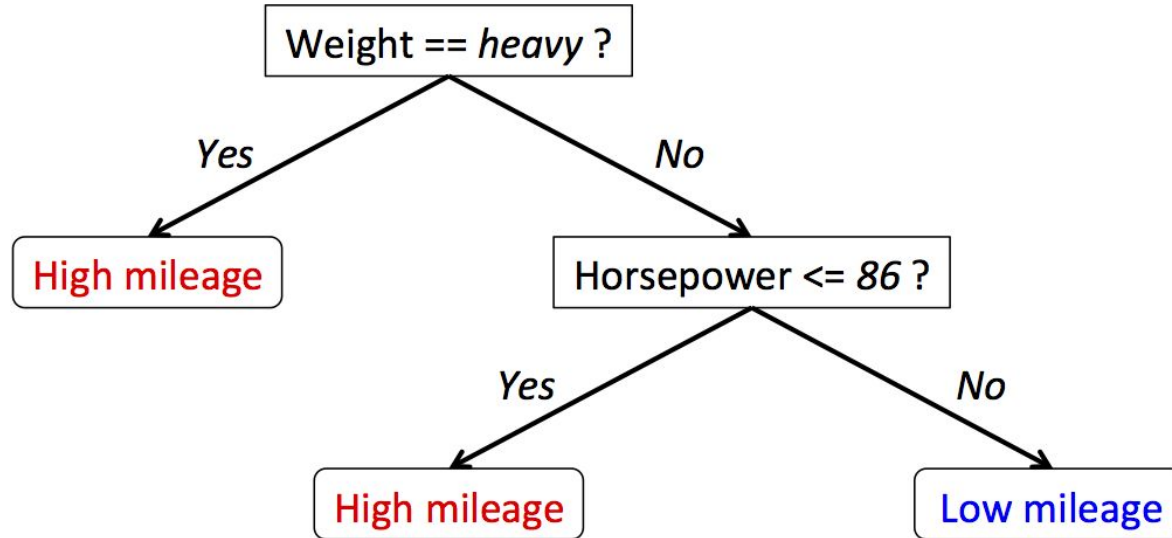 Weight == heavy ?
Yes
No
High mileage
Horsepower <= 86 ?
Yes
No
High mileage
Low mileage